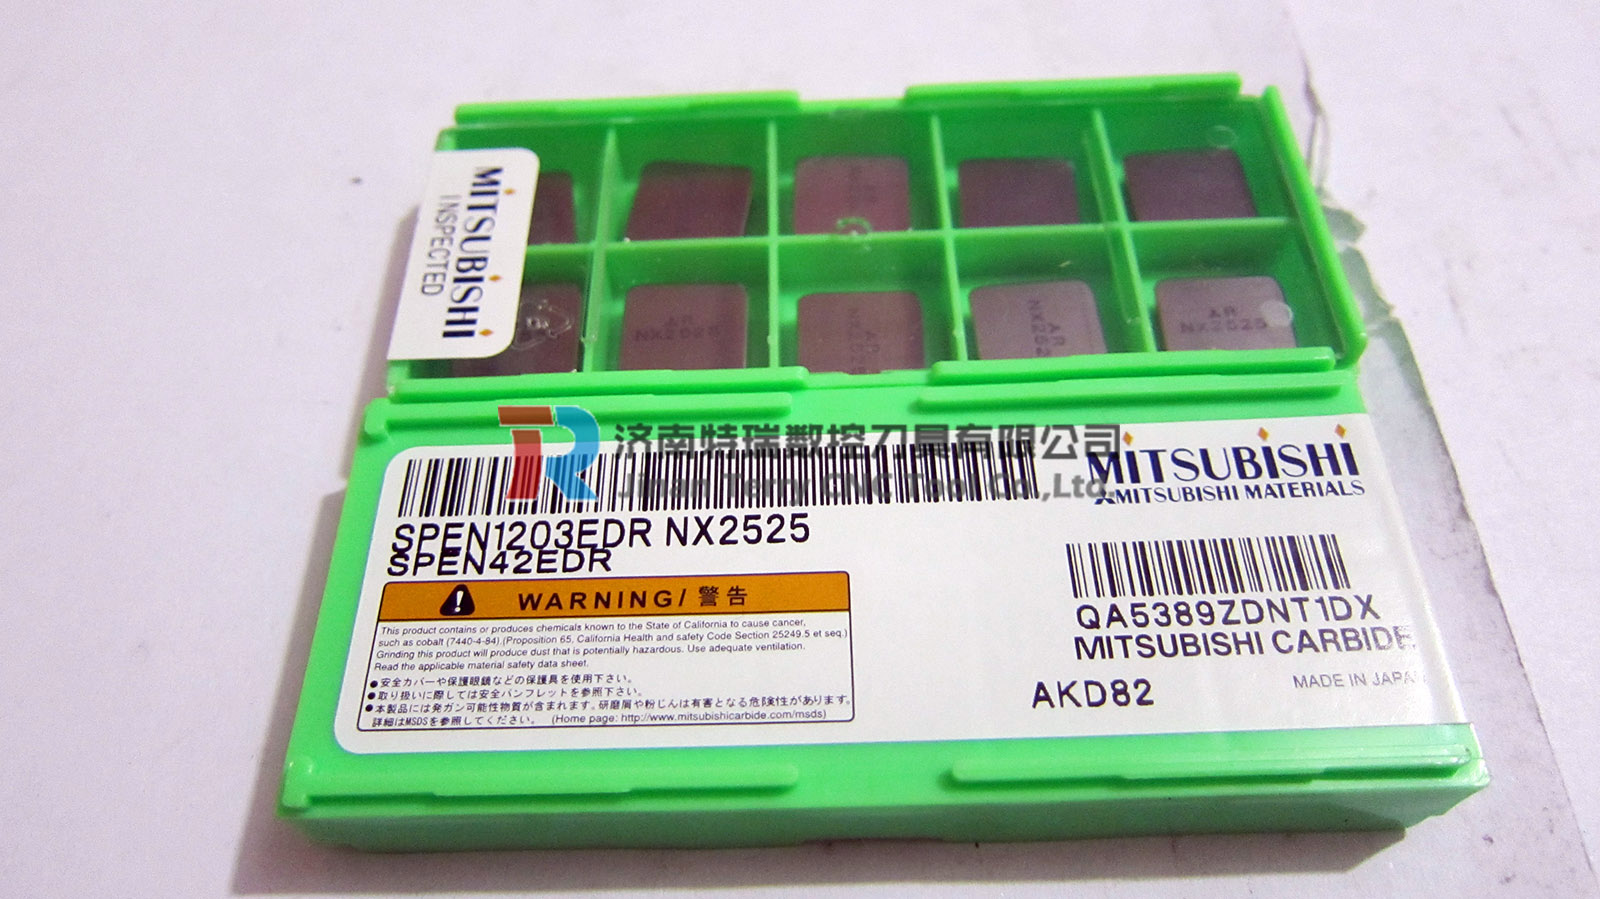 MITSUBISHI
INSPECTED
AR
NX2525
AR
AR
NX252
AR
NX2525
济南特瑞数控刀具有限公司
Jinan Terry CNC Tool Co.,Ltd.
MITSUBISHI
MITSUBISHI MATERIALS
SPEN1203EDR NX2525
SPEN42EDR
WARNING/ 警告
This product contains or produces chemicals known to the State of California to cause cancer,
such as cobalt (7440-4-84).(Proposition 65, California Health and safety Code Section 25249.5 et seq.)
Grinding this product will produce dust that is potentially hazardous. Use adequate ventilation.
Read the applicable material safety data sheet.
●安全カバーや保護眼鏡などの保護具を使用下さい。
●取り扱いに際しては安全パンフレットを参照下さい。
●本製品には発ガン可能性物質が含まれます。研磨屑や粉じんは有害となる危険性があります。
詳細はMSDSを参照してください。 (Home page: http://www.mitsubishicarbide.com/msds)
QA5389ZDNT1DX
MITSUBISHI CARBIDE
AKD82
MADE IN JAPAN